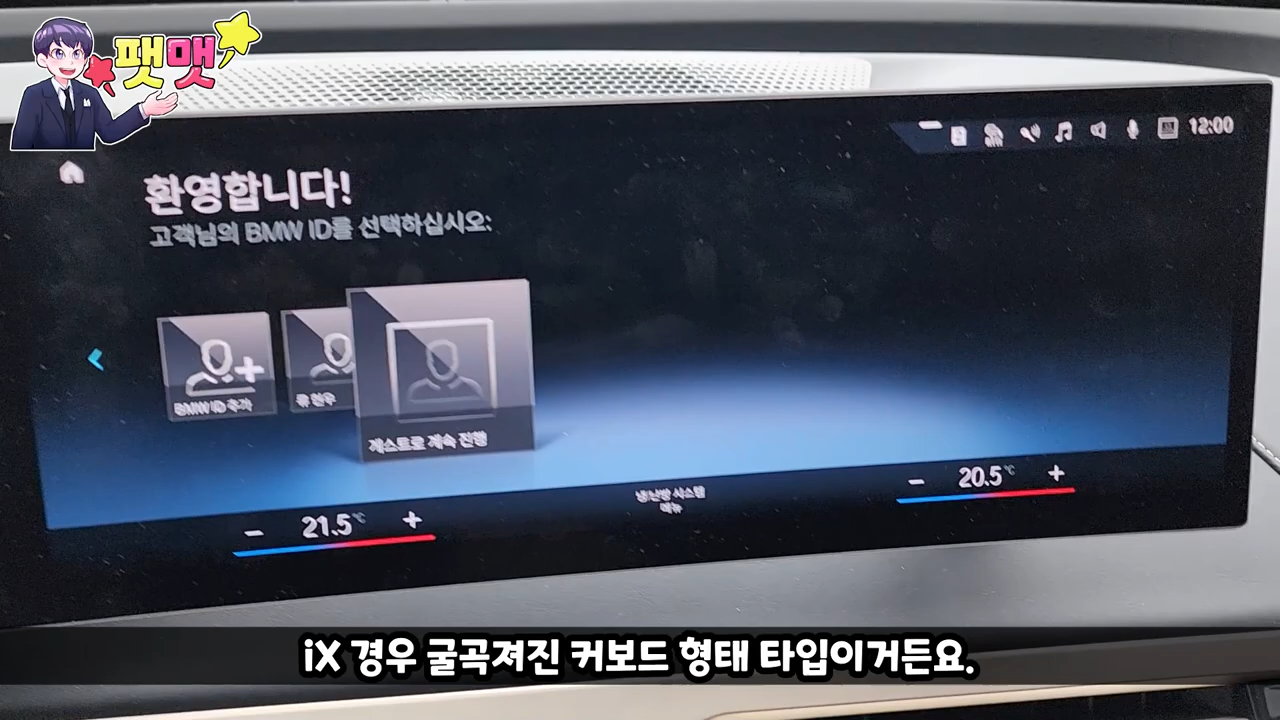 팻맷
12:00
환영합니다!
고객님의 BMW ID를 선택하십시오:
BMW ID 추가
류 현우
게스트로 계속 진행
21.5°C
냉난방 시스템
메뉴
20.5°C
iX 경우 굴곡져진 커보드 형태 타입이거든요.